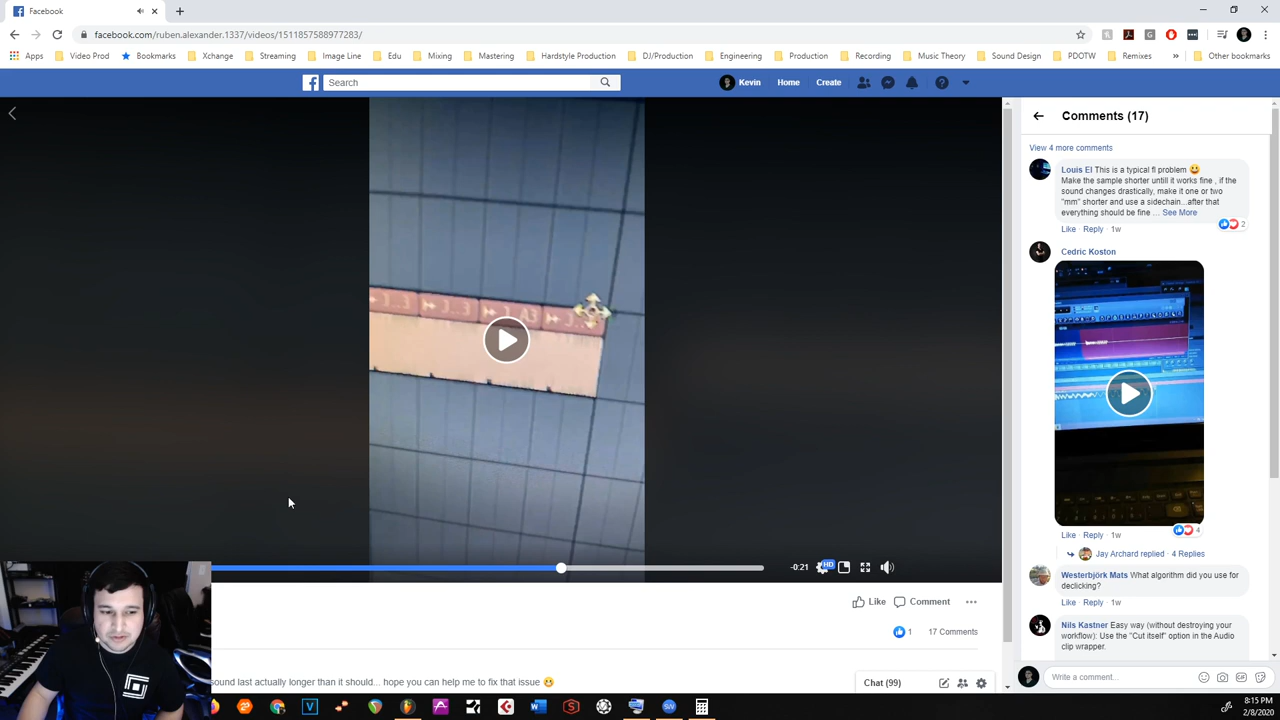 Facebook
facebook.com/ruben.alexander.1337/videos/1511857588977283/
Apps
Video Prod
Bookmarks
Xchange
Streaming
Image Line
Edu
Mixing
Mastering
Hardstyle Production
DJ/Production
Engineering
Production
Recording
Music Theory
Sound Design
PDOTW
Remixes
»
Other bookmarks
Search
Kevin
Home
Create
Comments (17)
View 4 more comments
Louis El This is a typical fl problem 😃
Make the sample shorter untill it works fine , if the
sound changes drastically, make it one or two
"mm" shorter and use a sidechain...after that
everything should be fine ... See More
2
Like · Reply · 1w
Cedric Koston
J...3
J...3
J_A3
J...
4
Like · Reply · 1w
Jay Archard replied · 4 Replies
Westerbjörk Mats What algorithm did you use for
declicking?
Like · Reply · 1w
Nils Kastner Easy way (without destroying your
workflow): Use the "Cut itself" option in the Audio
clip wrapper.
-0:21
HD
Like
Comment
1
17 Comments
sound last actually longer than it should... hope you can help me to fix that issue 😃
Chat (99)
Write a comment...
GIF
8:15 PM
2/8/2020